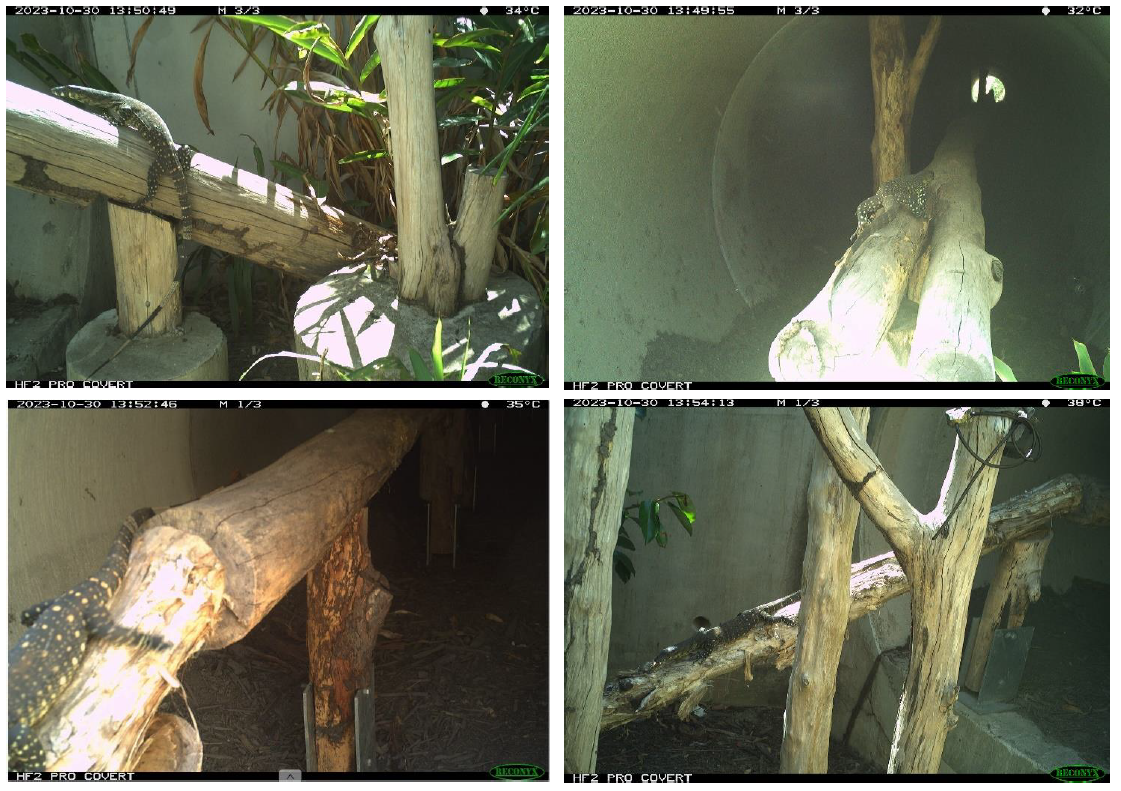 2023-10-30 13:50:49 M 3/3 34°C
HF2 PRO COVERT RECONYX
2023-10-30 13:49:55 M 3/3 32°C
HF2 PRO COVERT RECONYX
2023-10-30 13:52:46 M 1/3 35°C
HF2 PRO COVERT RECONYX
2023-10-30 13:54:13 M 1/3 38°C
HF2 PRO COVERT RECONYX